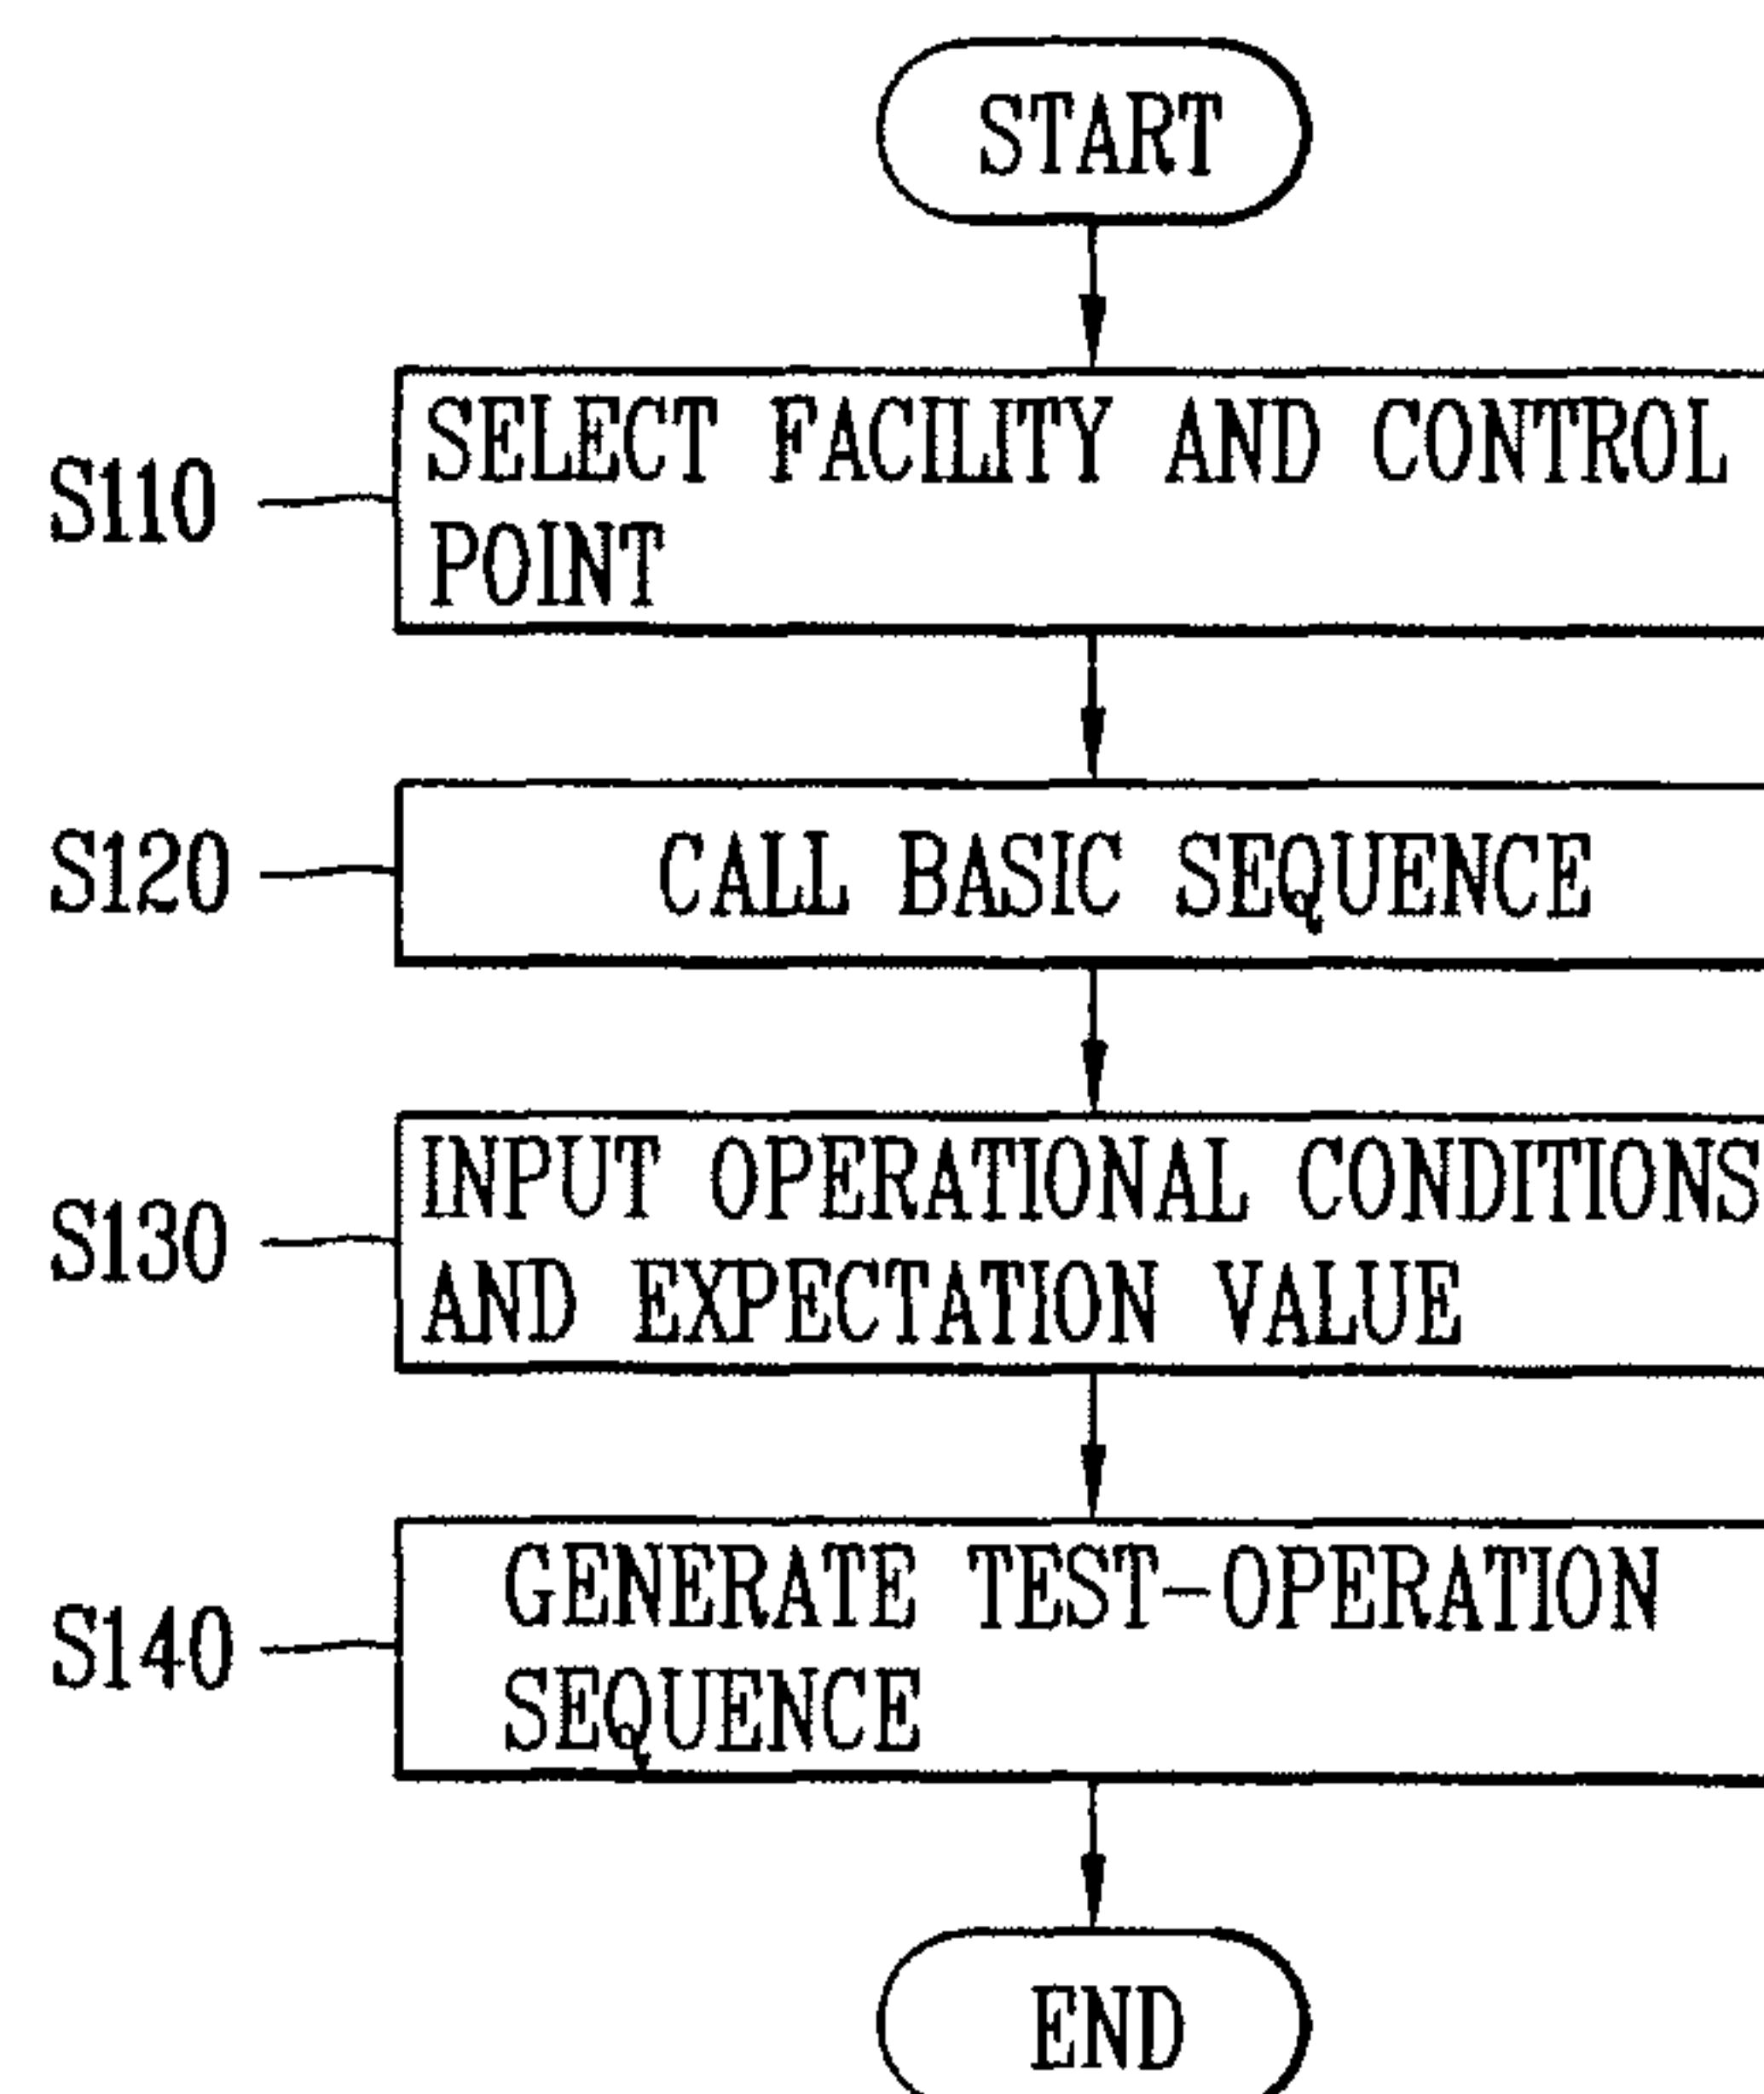 START
S110
SELECT FACILITY AND CONTROL
POINT
S120
CALL BASIC SEQUENCE
S130
INPUT OPERATIONAL CONDITIONS
AND EXPECTATION VALUE
S140
GENERATE TEST-OPERATION
SEQUENCE
END